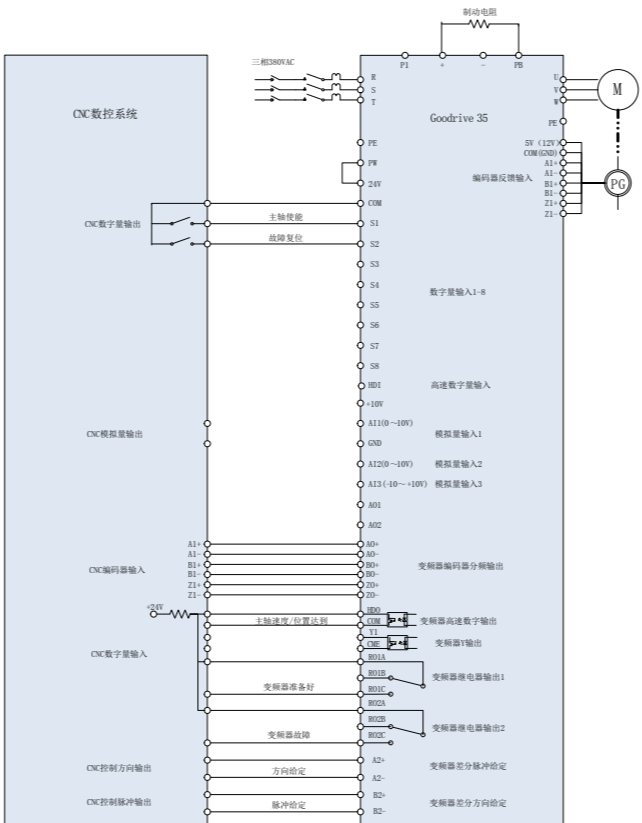 制动电阻
三相380VAC
P1
+
-
PB
R
S
T
U
V
W
M
CNC数控系统
Goodrive 35
PE
PE
5V (12V)
COM(GND)
A1+
A1-
B1+
B1-
Z1+
Z1-
编码器反馈输入
PG
PW
24V
COM
CNC数字量输出
主轴使能
S1
故障复位
S2
S3
S4
数字量输入1-8
S5
S6
S7
S8
HDI
高速数字量输入
+10V
AI1(0～10V)
模拟量输入1
CNC模拟量输出
GND
AI2(0～10V)
模拟量输入2
AI3(-10～+10V)
模拟量输入3
AO1
AO2
A1+
A1-
B1+
B1-
Z1+
Z1-
CNC编码器输入
AO+
AO-
BO+
BO-
ZO+
ZO-
变频器编码器分频输出
+24V
HDO
主轴速度/位置达到
COM
变频器高速数字输出
Y1
CME
变频器Y输出
CNC数字量输入
RO1A
RO1B
变频器继电器输出1
变频器准备好
RO1C
RO2A
RO2B
变频器继电器输出2
变频器故障
RO2C
CNC控制方向输出
A2+
方向给定
A2-
变频器差分脉冲给定
CNC控制脉冲输出
B2+
脉冲给定
B2-
变频器差分方向给定